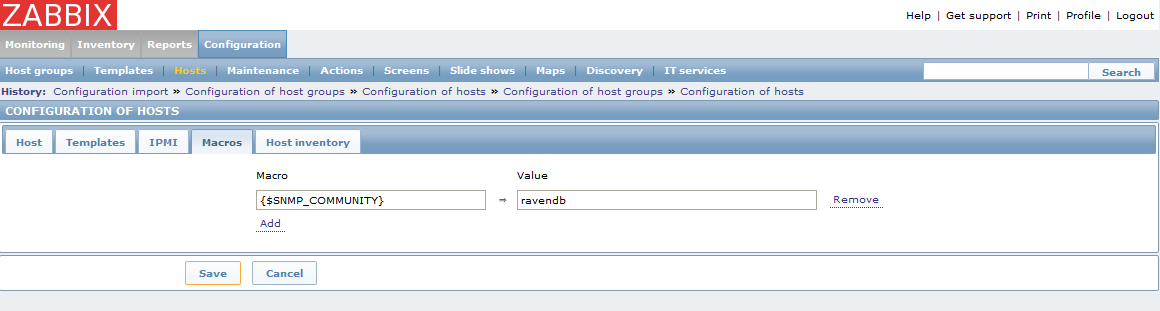 ZABBIX
Help | Get support | Print | Profile | Logout
Monitoring Inventory Reports Configuration
Host groups | Templates | Hosts | Maintenance | Actions | Screens | Slide shows | Maps | Discovery | IT services Search
History: Configuration import » Configuration of host groups » Configuration of hosts » Configuration of host groups » Configuration of hosts
CONFIGURATION OF HOSTS
Host Templates IPMI Macros Host inventory
Macro Value
{$SNMP_COMMUNITY} ⇒ ravendb Remove
Add
Save Cancel